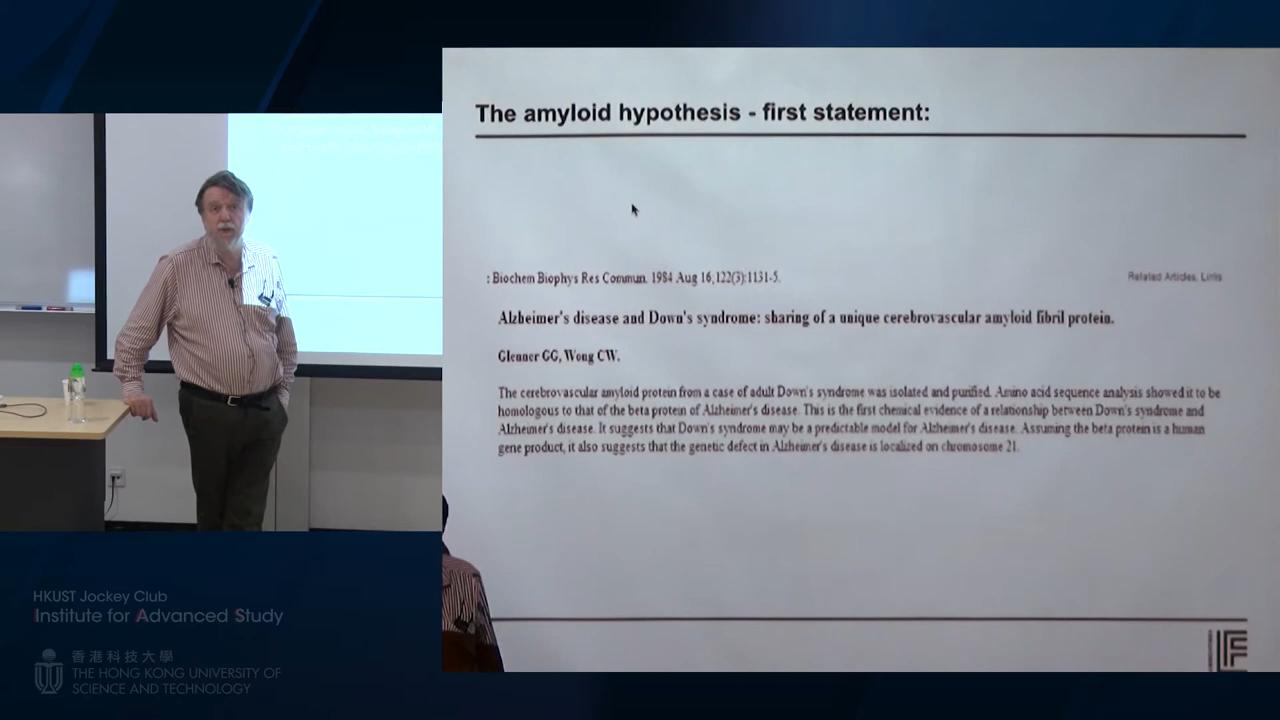 The amyloid hypothesis - first statement:
: Biochem Biophys Res Commun. 1984 Aug 16;122(3):1131-5.
Related Articles, Links
Alzheimer's disease and Down's syndrome: sharing of a unique cerebrovascular amyloid fibril protein.
Glenner GG, Wong CW.
The cerebrovascular amyloid protein from a case of adult Down's syndrome was isolated and purified. Amino acid sequence analysis showed it to be
homologous to that of the beta protein of Alzheimer's disease. This is the first chemical evidence of a relationship between Down's syndrome and
Alzheimer's disease. It suggests that Down's syndrome may be a predictable model for Alzheimer's disease. Assuming the beta protein is a human
gene product, it also suggests that the genetic defect in Alzheimer's disease is localized on chromosome 21.
HKUST Jockey Club
Institute for Advanced Study
香港科技大學
THE HONG KONG UNIVERSITY OF
SCIENCE AND TECHNOLOGY